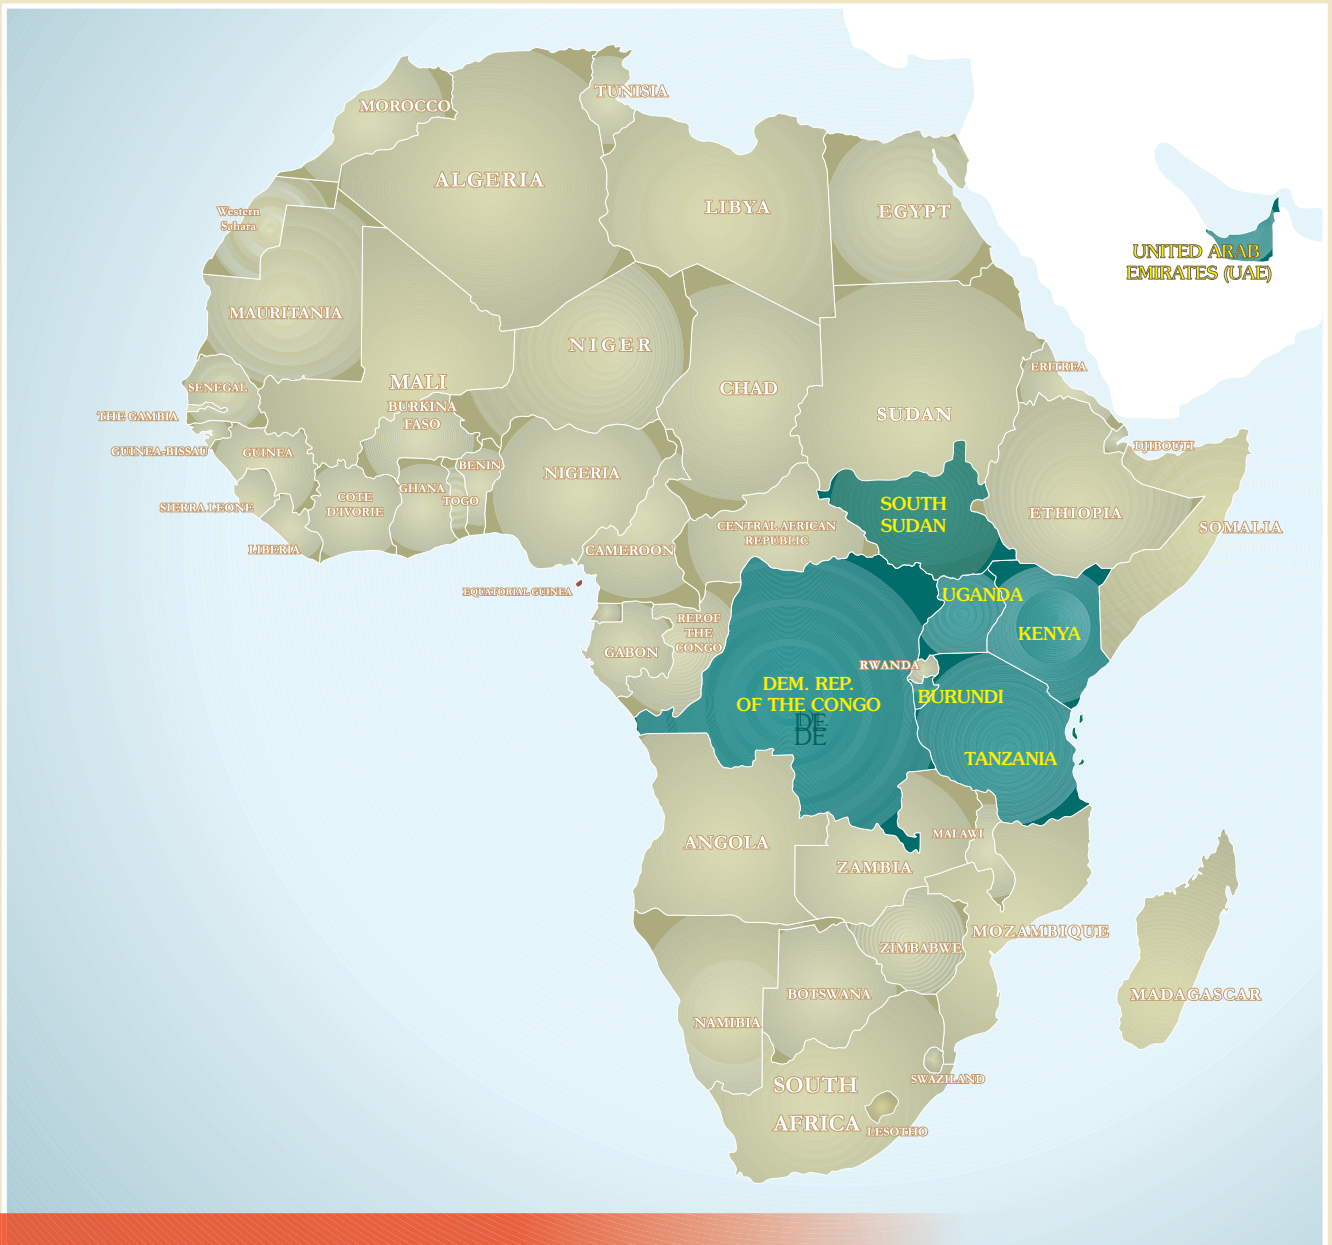 TUNISIA
MOROCCO
ALGERIA
LIBYA
EGYPT
Western
Sahara
UNITED ARAB
EMIRATES (UAE)
MAURITANIA
NIGER
ERITREA
MALI
CHAD
SENEGAL
BURKINA
FASO
SUDAN
THE GAMBIA
GUINEA-BISSAU
GUINEA
DJIBOUTI
BENIN
NIGERIA
GHANA
TOGO
COTE
D'IVORIE
SIERRA LEONE
SOUTH
SUDAN
ETHIOPIA
SOMALIA
CENTRAL AFRICAN
REPUBLIC
LIBERIA
CAMEROON
EQUATORIAL GUINEA
UGANDA
KENYA
REP.OF
THE
CONGO
GABON
RWANDA
DEM. REP.
OF THE CONGO
BURUNDI
DE
DE
TANZANIA
MALAWI
ANGOLA
ZAMBIA
MOZAMBIQUE
ZIMBABWE
BOTSWANA
MADAGASCAR
NAMIBIA
SWAZILAND
SOUTH
AFRICA
LESOTHO